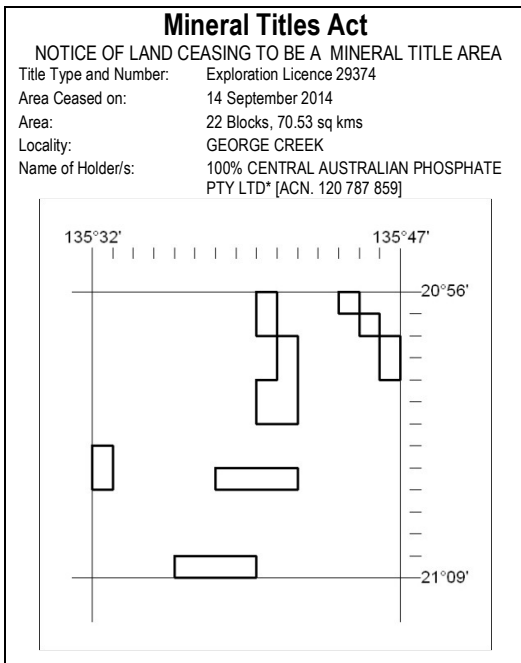 Mineral Titles Act
NOTICE OF LAND CEASING TO BE A MINERAL TITLE AREA
Title Type and Number: Exploration Licence 29374
Area Ceased on: 14 September 2014
Area: 22 Blocks, 70.53 sq kms
Locality: GEORGE CREEK
Name of Holder/s: 100% CENTRAL AUSTRALIAN PHOSPHATE
PTY LTD* [ACN. 120 787 859]
135°32' 135°47'
20°56'
21°09'